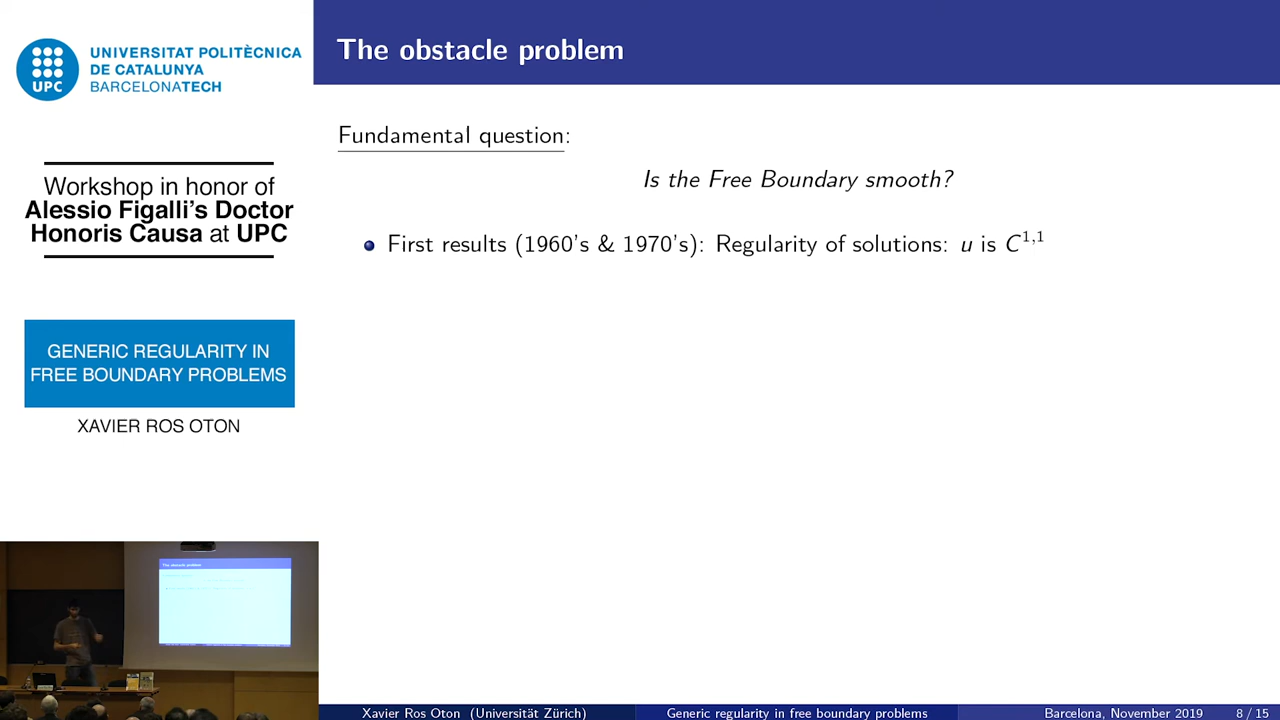 UNIVERSITAT POLITÈCNICA
DE CATALUNYA
BARCELONATECH
UPC
Workshop in honor of
Alessio Figalli's Doctor
Honoris Causa at UPC
GENERIC REGULARITY IN
FREE BOUNDARY PROBLEMS
XAVIER ROS OTON
The obstacle problem
Fundamental question:
Is the Free Boundary smooth?
First results (1960's & 1970's): Regularity of solutions: u is C^{1,1}
The obstacle problem
Xavier Ros Oton (Universität Zürich)
Generic regularity in free boundary problems
Barcelona, November 2019
8 / 15